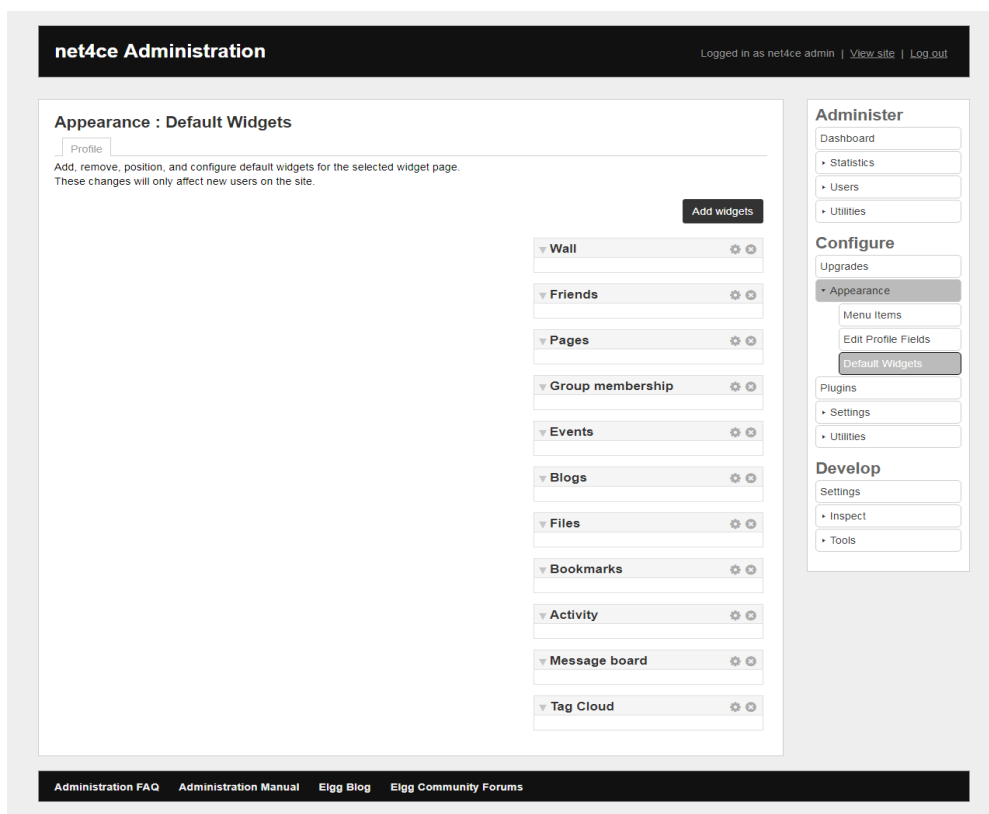 net4ce Administration
Logged in as net4ce admin | View site | Log out
Appearance : Default Widgets
Profile
Add, remove, position, and configure default widgets for the selected widget page.
These changes will only affect new users on the site.
Add widgets
Wall
Friends
Pages
Group membership
Events
Blogs
Files
Bookmarks
Activity
Message board
Tag Cloud
Administer
Dashboard
Statistics
Users
Utilities
Configure
Upgrades
Appearance
Menu Items
Edit Profile Fields
Default Widgets
Plugins
Settings
Utilities
Develop
Settings
Inspect
Tools
Administration FAQ Administration Manual Elgg Blog Elgg Community Forums